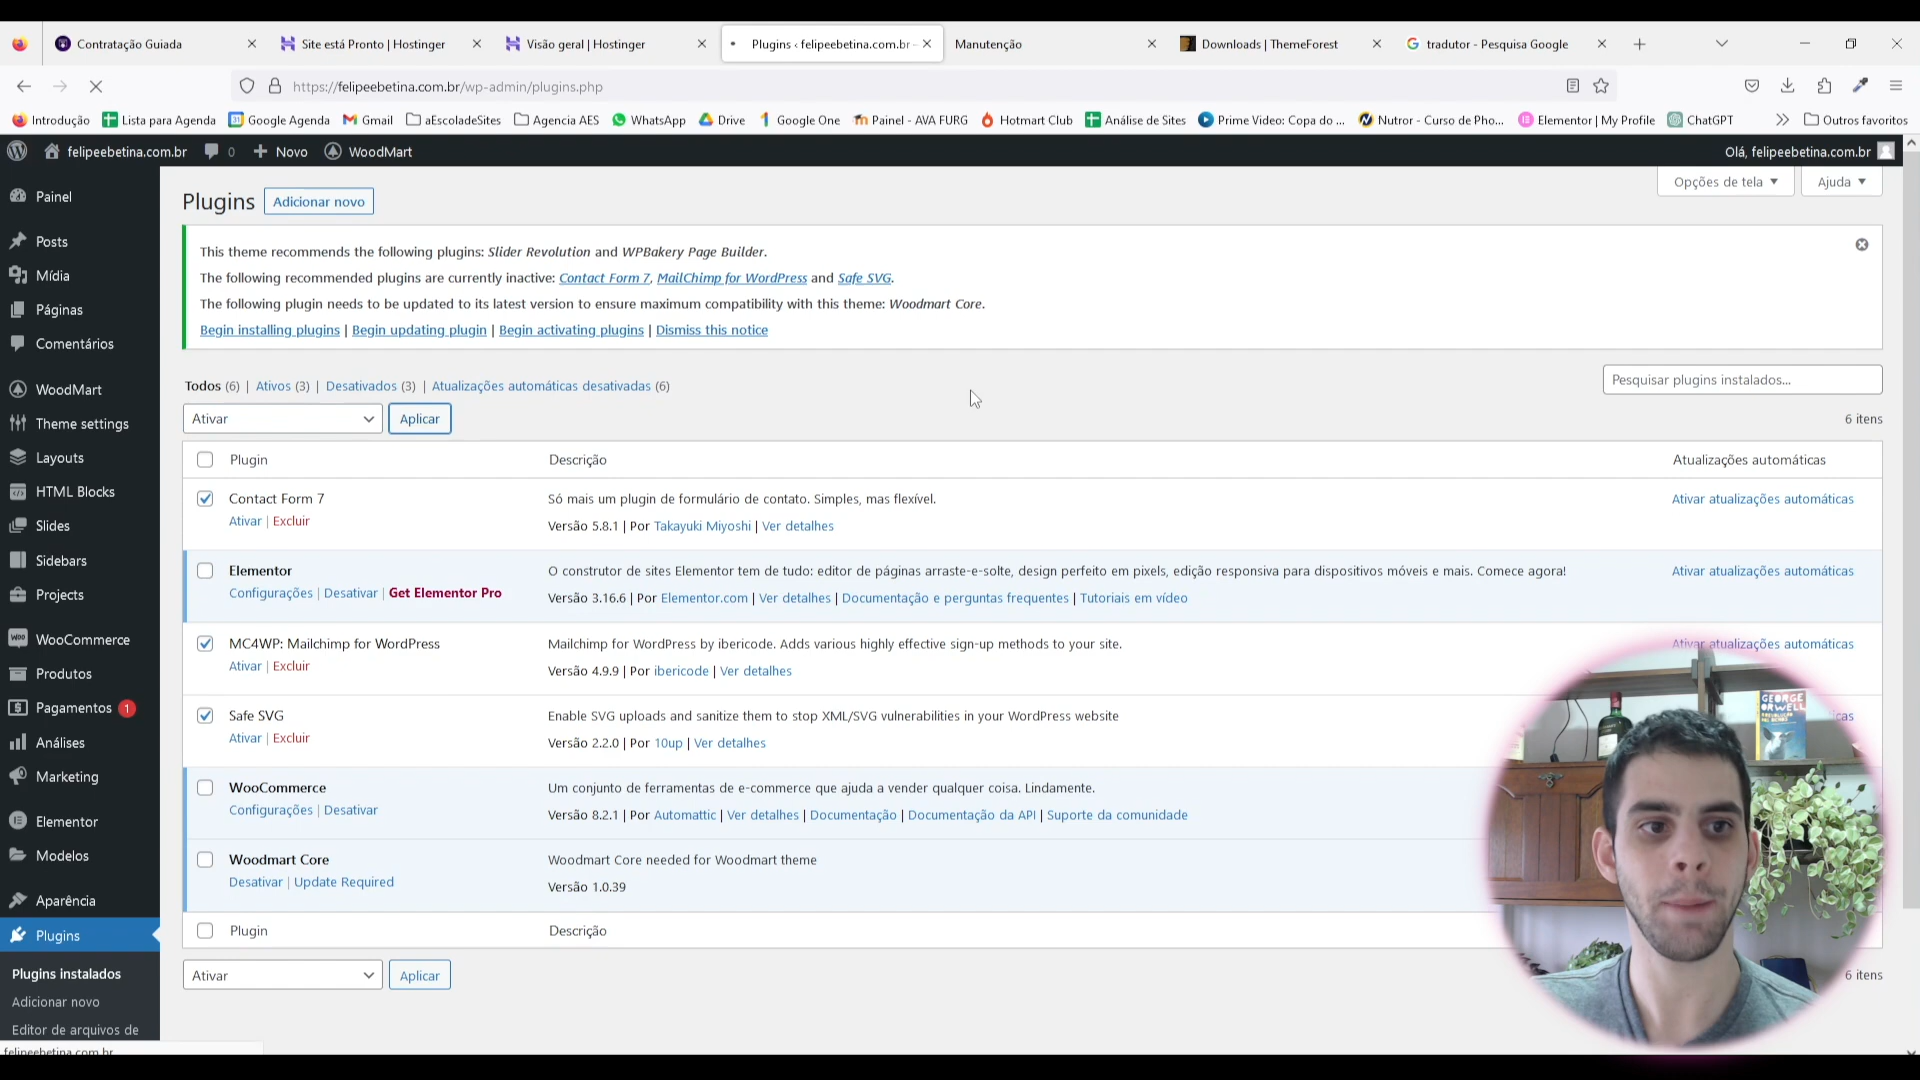 Contratação Guiada
Site está Pronto | Hostinger
Visão geral | Hostinger
Plugins ‹ felipeebetina.com.br -
Manutenção
Downloads | ThemeForest
tradutor - Pesquisa Google
https://felipeebetina.com.br/wp-admin/plugins.php
Introdução
Lista para Agenda
Google Agenda
Gmail
aEscoladeSites
Agencia AES
WhatsApp
Drive
Google One
Painel - AVA FURG
Hotmart Club
Análise de Sites
Prime Video: Copa do ...
Nutror - Curso de Pho...
Elementor | My Profile
ChatGPT
Outros favoritos
felipeebetina.com.br
0
Novo
WoodMart
Olá, felipeebetina.com.br
Painel
Posts
Mídia
Páginas
Comentários
WoodMart
Theme settings
Layouts
HTML Blocks
Slides
Sidebars
Projects
WooCommerce
Produtos
Pagamentos 1
Análises
Marketing
Elementor
Modelos
Aparência
Plugins
Plugins instalados
Adicionar novo
Editor de arquivos de
felipeebetina.com.br
Plugins Adicionar novo
Opções de tela
Ajuda
This theme recommends the following plugins: Slider Revolution and WPBakery Page Builder.
The following recommended plugins are currently inactive: Contact Form 7, MailChimp for WordPress and Safe SVG.
The following plugin needs to be updated to its latest version to ensure maximum compatibility with this theme: Woodmart Core.
Begin installing plugins | Begin updating plugin | Begin activating plugins | Dismiss this notice
Todos (6) | Ativos (3) | Desativados (3) | Atualizações automáticas desativadas (6)
Pesquisar plugins instalados...
Ativar Aplicar
6 itens
Plugin Descrição Atualizações automáticas
Contact Form 7
Ativar | Excluir
Só mais um plugin de formulário de contato. Simples, mas flexível.
Versão 5.8.1 | Por Takayuki Miyoshi | Ver detalhes
Ativar atualizações automáticas
Elementor
Configurações | Desativar | Get Elementor Pro
O construtor de sites Elementor tem de tudo: editor de páginas arraste-e-solte, design perfeito em pixels, edição responsiva para dispositivos móveis e mais. Comece agora!
Versão 3.16.6 | Por Elementor.com | Ver detalhes | Documentação e perguntas frequentes | Tutoriais em vídeo
Ativar atualizações automáticas
MC4WP: Mailchimp for WordPress
Ativar | Excluir
Mailchimp for WordPress by ibericode. Adds various highly effective sign-up methods to your site.
Versão 4.9.9 | Por ibericode | Ver detalhes
Ativar atualizações automáticas
Safe SVG
Ativar | Excluir
Enable SVG uploads and sanitize them to stop XML/SVG vulnerabilities in your WordPress website
Versão 2.2.0 | Por 10up | Ver detalhes
WooCommerce
Configurações | Desativar
Um conjunto de ferramentas de e-commerce que ajuda a vender qualquer coisa. Lindamente.
Versão 8.2.1 | Por Automattic | Ver detalhes | Documentação | Documentação da API | Suporte da comunidade
Woodmart Core
Desativar | Update Required
Woodmart Core needed for Woodmart theme
Versão 1.0.39
Plugin Descrição
Ativar Aplicar
6 itens
GEORGE
ORWELL